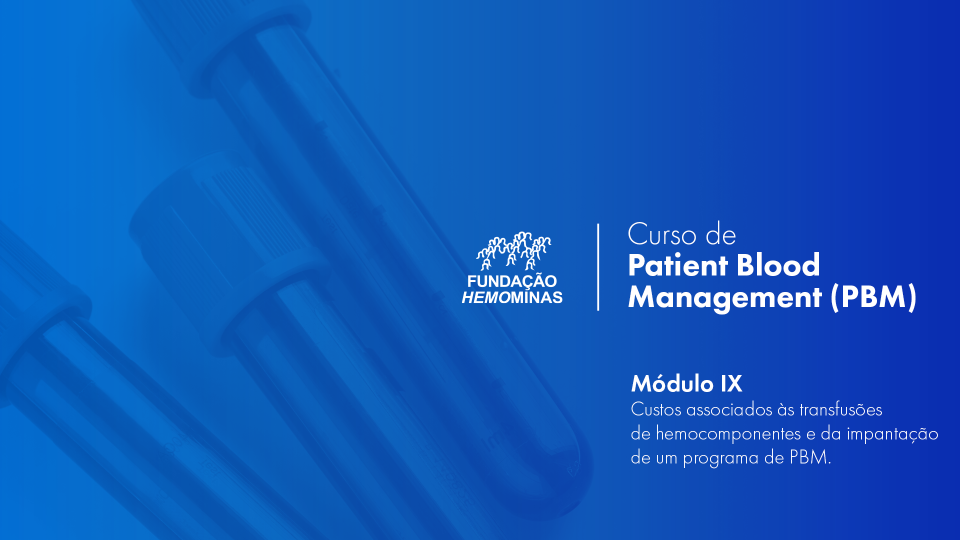 FUNDAÇÃO
HEMOMINAS
Curso de
Patient Blood
Management (PBM)
Módulo IX
Custos associados às transfusões
de hemocomponentes e da impantação
de um programa de PBM.